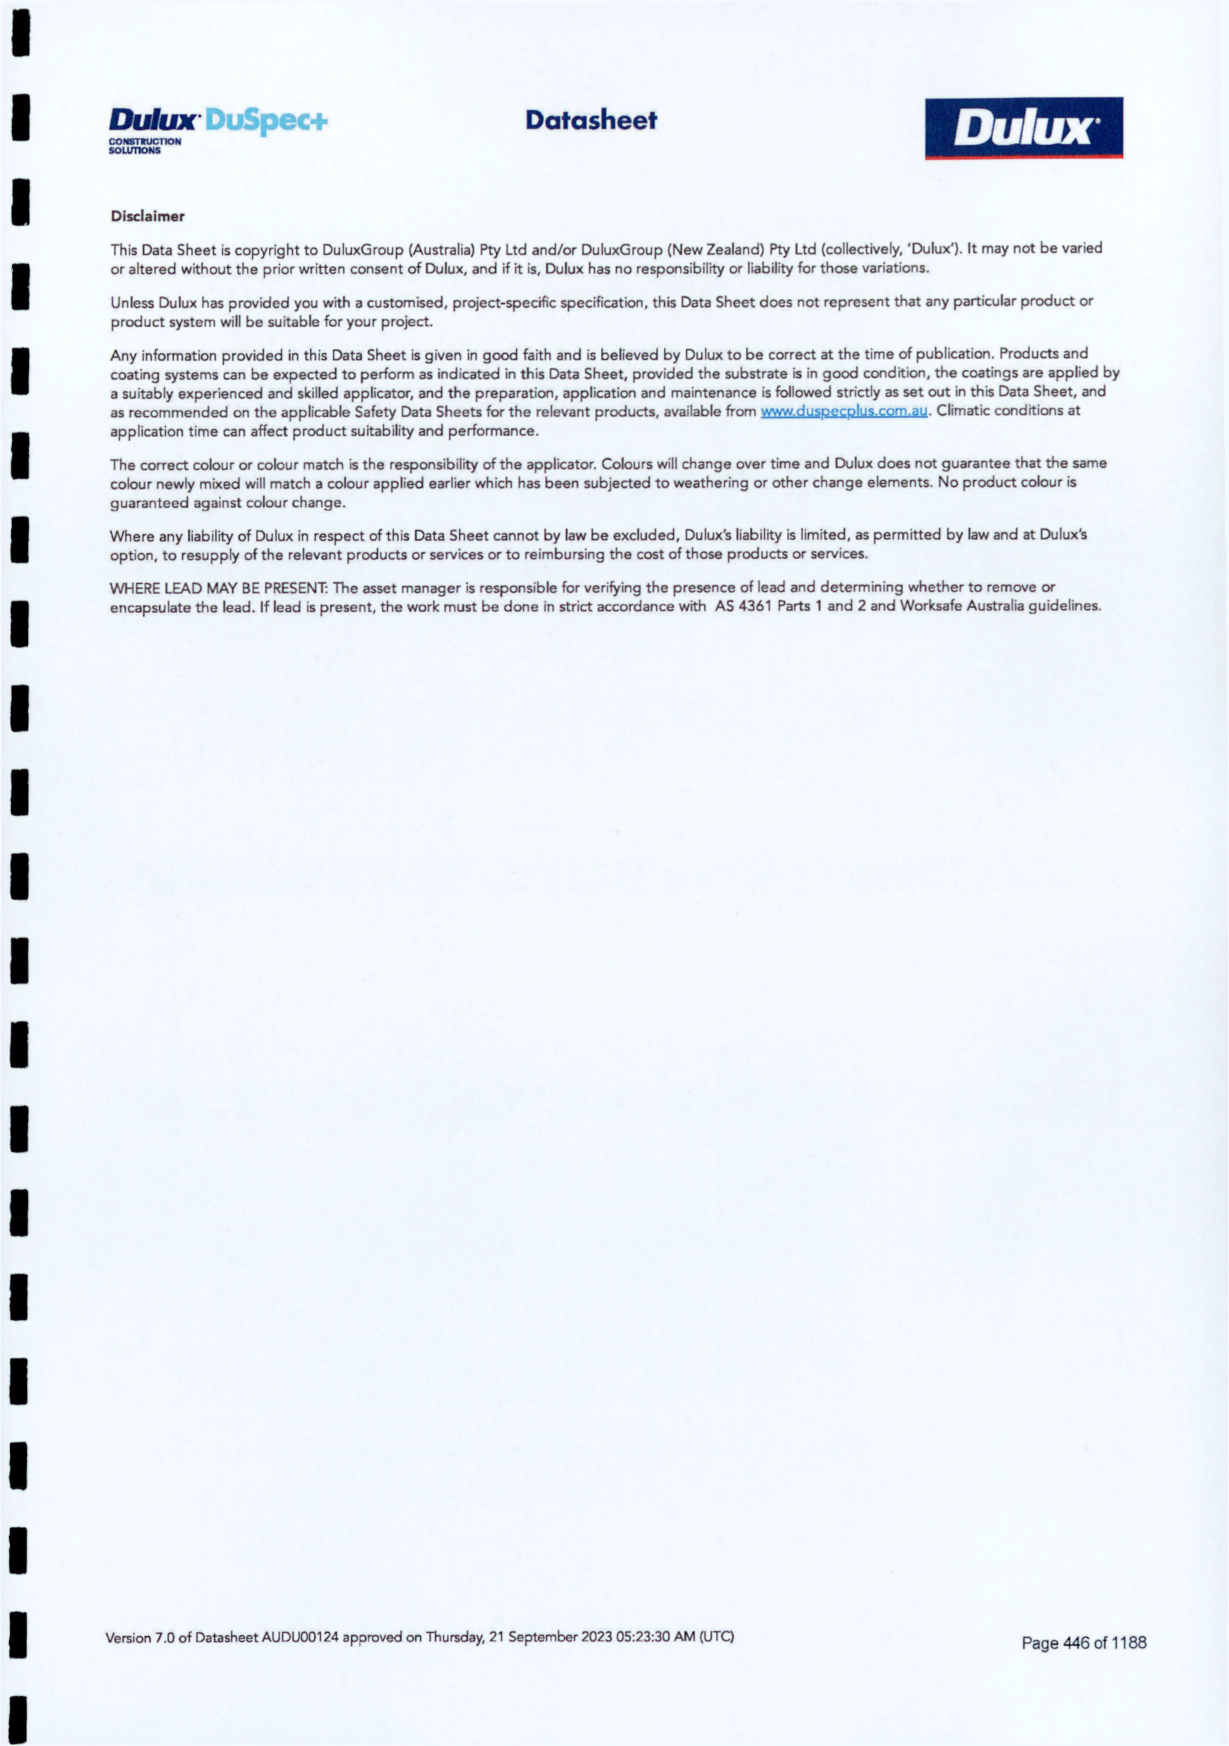 Dulux DuSpec+
CONSTRUCTION
SOLUTIONS
Datasheet
Dulux
Disclaimer
This Data Sheet is copyright to DuluxGroup (Australia) Pty Ltd and/or DuluxGroup (New Zealand) Pty Ltd (collectively, 'Dulux'). It may not be varied
or altered without the prior written consent of Dulux, and if it is, Dulux has no responsibility or liability for those variations.
Unless Dulux has provided you with a customised, project-specific specification, this Data Sheet does not represent that any particular product or
product system will be suitable for your project.
Any information provided in this Data Sheet is given in good faith and is believed by Dulux to be correct at the time of publication. Products and
coating systems can be expected to perform as indicated in this Data Sheet, provided the substrate is in good condition, the coatings are applied by
a suitably experienced and skilled applicator, and the preparation, application and maintenance is followed strictly as set out in this Data Sheet, and
as recommended on the applicable Safety Data Sheets for the relevant products, available from www.duspecplus.com.au. Climatic conditions at
application time can affect product suitability and performance.
The correct colour or colour match is the responsibility of the applicator. Colours will change over time and Dulux does not guarantee that the same
colour newly mixed will match a colour applied earlier which has been subjected to weathering or other change elements. No product colour is
guaranteed against colour change.
Where any liability of Dulux in respect of this Data Sheet cannot by law be excluded, Dulux's liability is limited, as permitted by law and at Dulux's
option, to resupply of the relevant products or services or to reimbursing the cost of those products or services.
WHERE LEAD MAY BE PRESENT: The asset manager is responsible for verifying the presence of lead and determining whether to remove or
encapsulate the lead. If lead is present, the work must be done in strict accordance with AS 4361 Parts 1 and 2 and Worksafe Australia guidelines.
Version 7.0 of Datasheet AUDU00124 approved on Thursday, 21 September 2023 05:23:30 AM (UTC)
Page 446 of 1188